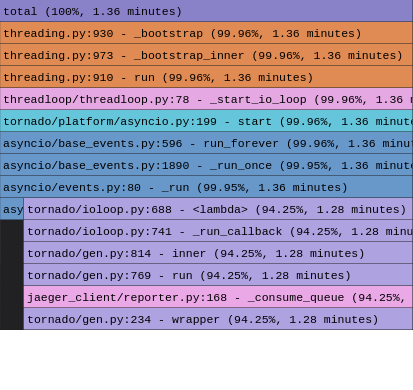 total (100%, 1.36 minutes)
threading.py:930 - _bootstrap (99.96%, 1.36 minutes)
threading.py:973 - _bootstrap_inner (99.96%, 1.36 minutes)
threading.py:910 - run (99.96%, 1.36 minutes)
threadloop/threadloop.py:78 - _start_io_loop (99.96%, 1.36 m
tornado/platform/asyncio.py:199 - start (99.96%, 1.36 minute
asyncio/base_events.py:596 - run_forever (99.96%, 1.36 minut
asyncio/base_events.py:1890 - _run_once (99.95%, 1.36 minute
asyncio/events.py:80 - _run (99.95%, 1.36 minutes)
asy tornado/ioloop.py:688 - <lambda> (94.25%, 1.28 minutes)
tornado/ioloop.py:741 - _run_callback (94.25%, 1.28 minu
tornado/gen.py:814 - inner (94.25%, 1.28 minutes)
tornado/gen.py:769 - run (94.25%, 1.28 minutes)
jaeger_client/reporter.py:168 - _consume_queue (94.25%,
tornado/gen.py:234 - wrapper (94.25%, 1.28 minutes)